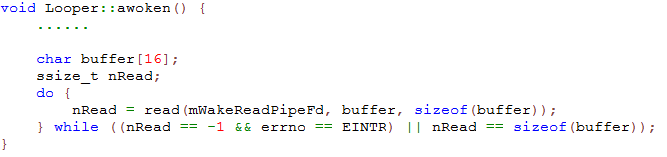 void Looper::awoken() {
    ......

    char buffer[16];
    ssize_t nRead;
    do {
        nRead = read(mWakeReadPipeFd, buffer, sizeof(buffer));
    } while ((nRead == -1 && errno == EINTR) || nRead == sizeof(buffer));
}